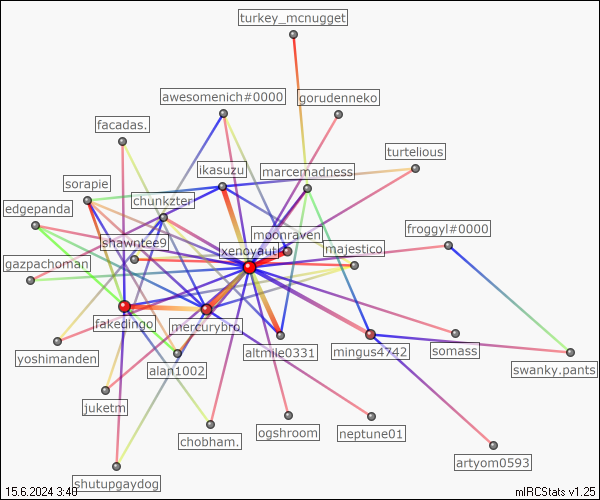 turkey_mcnugget
awesomenich#0000
gorudenneko
facadas.
turtelious
ikasuzu
marcemadness
sorapie
chunkzter
edgepanda
froggyl#0000
moonraven
shawntee9
xenoyaut
majestico
gazpachoman
fakedingo
mercurybro
yoshimanden
altmile0331
mingus4742
somass
alan1002
swanky.pants
juketm
chobham.
ogshroom
neptune01
artyom0593
shutupgaydog
15.6.2024 3:40
mIRCStats v1.25